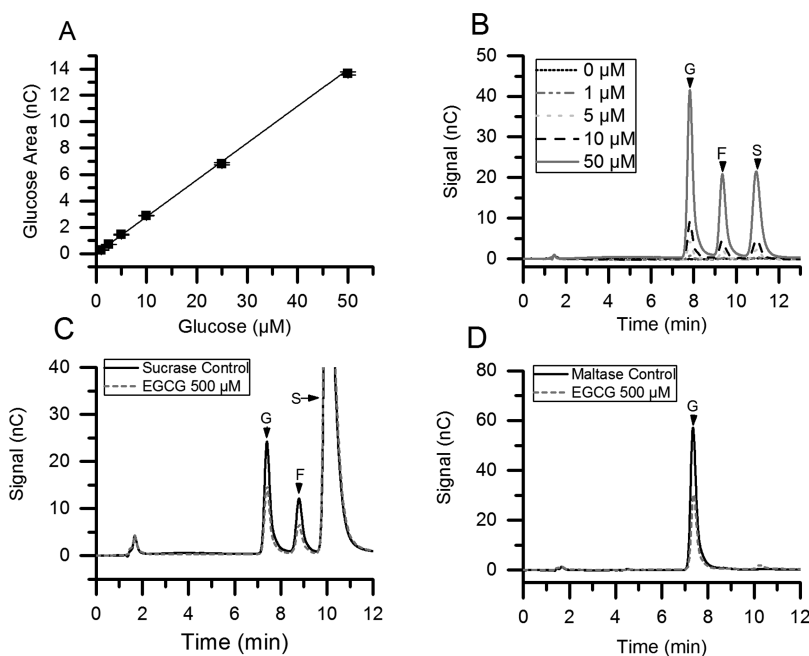 A
14
12
10
8
6
4
2
0
Glucose Area (nC)
0 10 20 30 40 50
Glucose (µM)
B
50
40
30
20
10
0
Signal (nC)
0 µM
1 µM
5 µM
10 µM
50 µM
G
F
S
0 2 4 6 8 10 12
Time (min)
C
40
30
20
10
0
Signal (nC)
Sucrase Control
EGCG 500 µM
S
G
F
0 2 4 6 8 10 12
Time (min)
D
80
60
40
20
0
Signal (nC)
Maltase Control
EGCG 500 µM
G
0 2 4 6 8 10 12
Time (min)